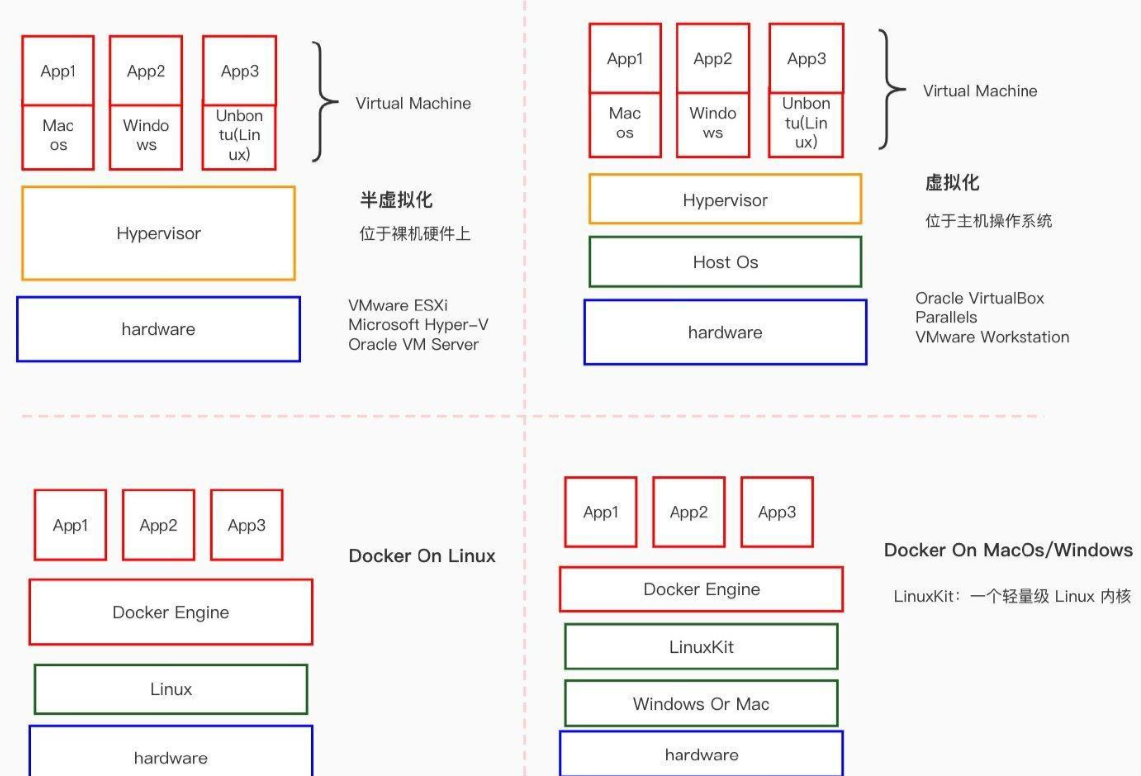 App1
App2
App3
Mac
os
Windo
ws
Unbon
tu(Lin
ux)
Virtual Machine
Hypervisor
半虚拟化
位于裸机硬件上
hardware
VMware ESXi
Microsoft Hyper-V
Oracle VM Server
App1
App2
App3
Mac
os
Windo
ws
Unbon
tu(Lin
ux)
Virtual Machine
Hypervisor
虚拟化
位于主机操作系统
Host Os
hardware
Oracle VirtualBox
Parallels
VMware Workstation
App1
App2
App3
Docker On Linux
Docker Engine
Linux
hardware
App1
App2
App3
Docker On MacOs/Windows
LinuxKit：一个轻量级 Linux 内核
Docker Engine
LinuxKit
Windows Or Mac
hardware